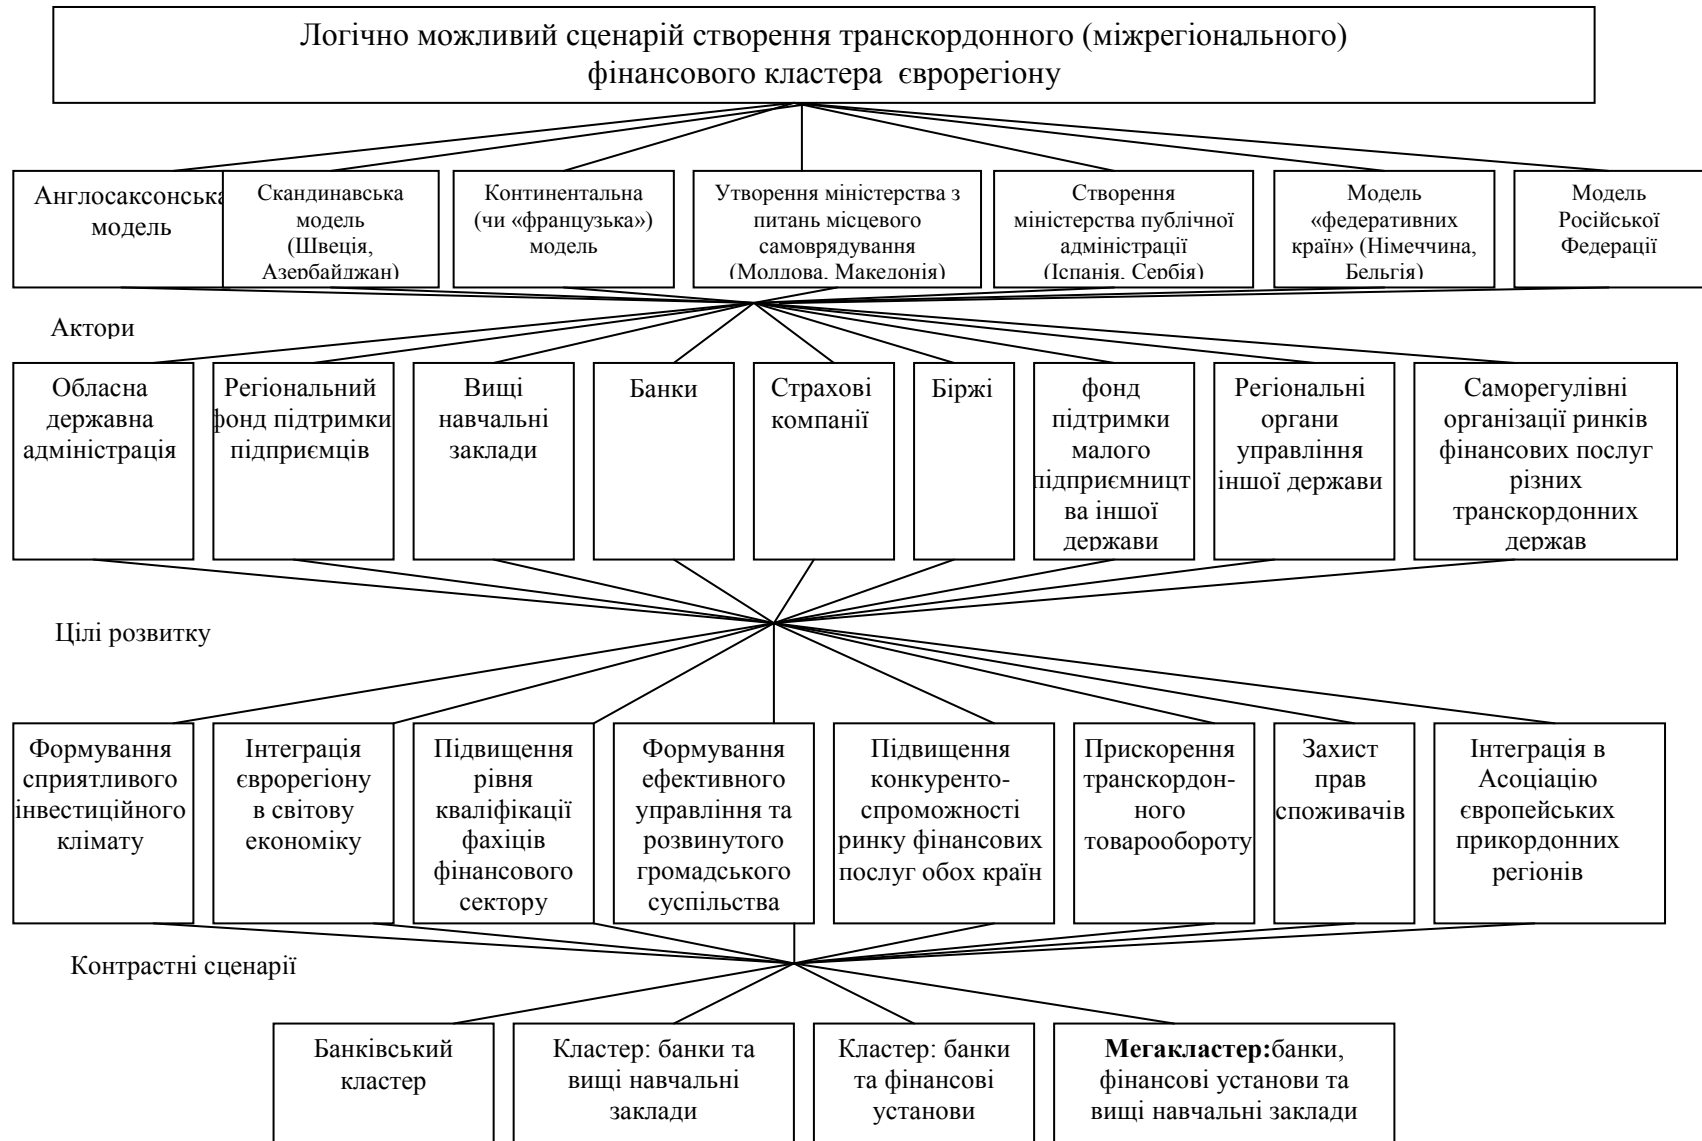 Логічно можливий сценарій створення транскордонного (міжрегіонального)
фінансового кластера єврорегіону
Англосаксонська
модель
Скандинавська
модель
(Швеція,
Азербайджан)
Континентальна
(чи «французька»)
модель
Утворення міністерства з
питань місцевого
самоврядування
(Молдова, Македонія)
Створення
міністерства публічної
адміністрації
(Іспанія, Сербія)
Модель
«федеративних
країн» (Німеччина,
Бельгія)
Модель
Російської
Федерації
Актори
Обласна
державна
адміністрація
Регіональний
фонд підтримки
підприємців
Вищі
навчальні
заклади
Банки
Страхові
компанії
Біржі
фонд
підтримки
малого
підприємницт
ва іншої
держави
Регіональні
органи
управління
іншої держави
Саморегулівні
організації ринків
фінансових послуг
різних
транскордонних
держав
Цілі розвитку
Формування
сприятливого
інвестиційного
клімату
Інтеграція
єврорегіону
в світову
економіку
Підвищення
рівня
кваліфікації
фахіців
фінансового
сектору
Формування
ефективного
управління та
розвинутого
громадського
суспільства
Підвищення
конкуренто-
спроможності
ринку фінансових
послуг обох країн
Прискорення
транскордон-
ного
товарообороту
Захист
прав
споживачів
Інтеграція в
Асоціацію
європейських
прикордонних
регіонів
Контрастні сценарії
Банківський
кластер
Кластер: банки та
вищі навчальні
заклади
Кластер: банки
та фінансові
установи
Мегакластер:банки,
фінансові установи та
вищі навчальні заклади